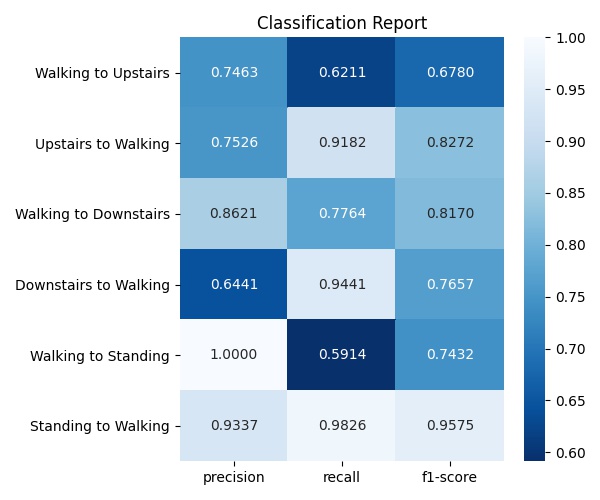 Classification Report
Walking to Upstairs 0.7463 0.6211 0.6780
Upstairs to Walking 0.7526 0.9182 0.8272
Walking to Downstairs 0.8621 0.7764 0.8170
Downstairs to Walking 0.6441 0.9441 0.7657
Walking to Standing 1.0000 0.5914 0.7432
Standing to Walking 0.9337 0.9826 0.9575
precision recall f1-score
1.00
0.95
0.90
0.85
0.80
0.75
0.70
0.65
0.60